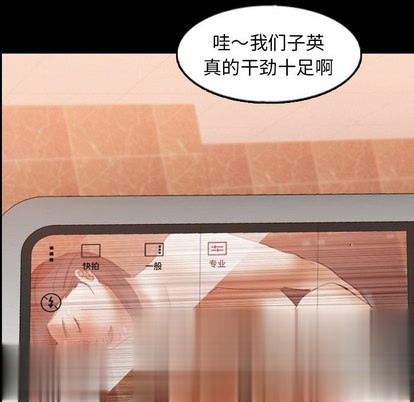 哇～我们子英
真的干劲十足啊
快拍
一般
专业